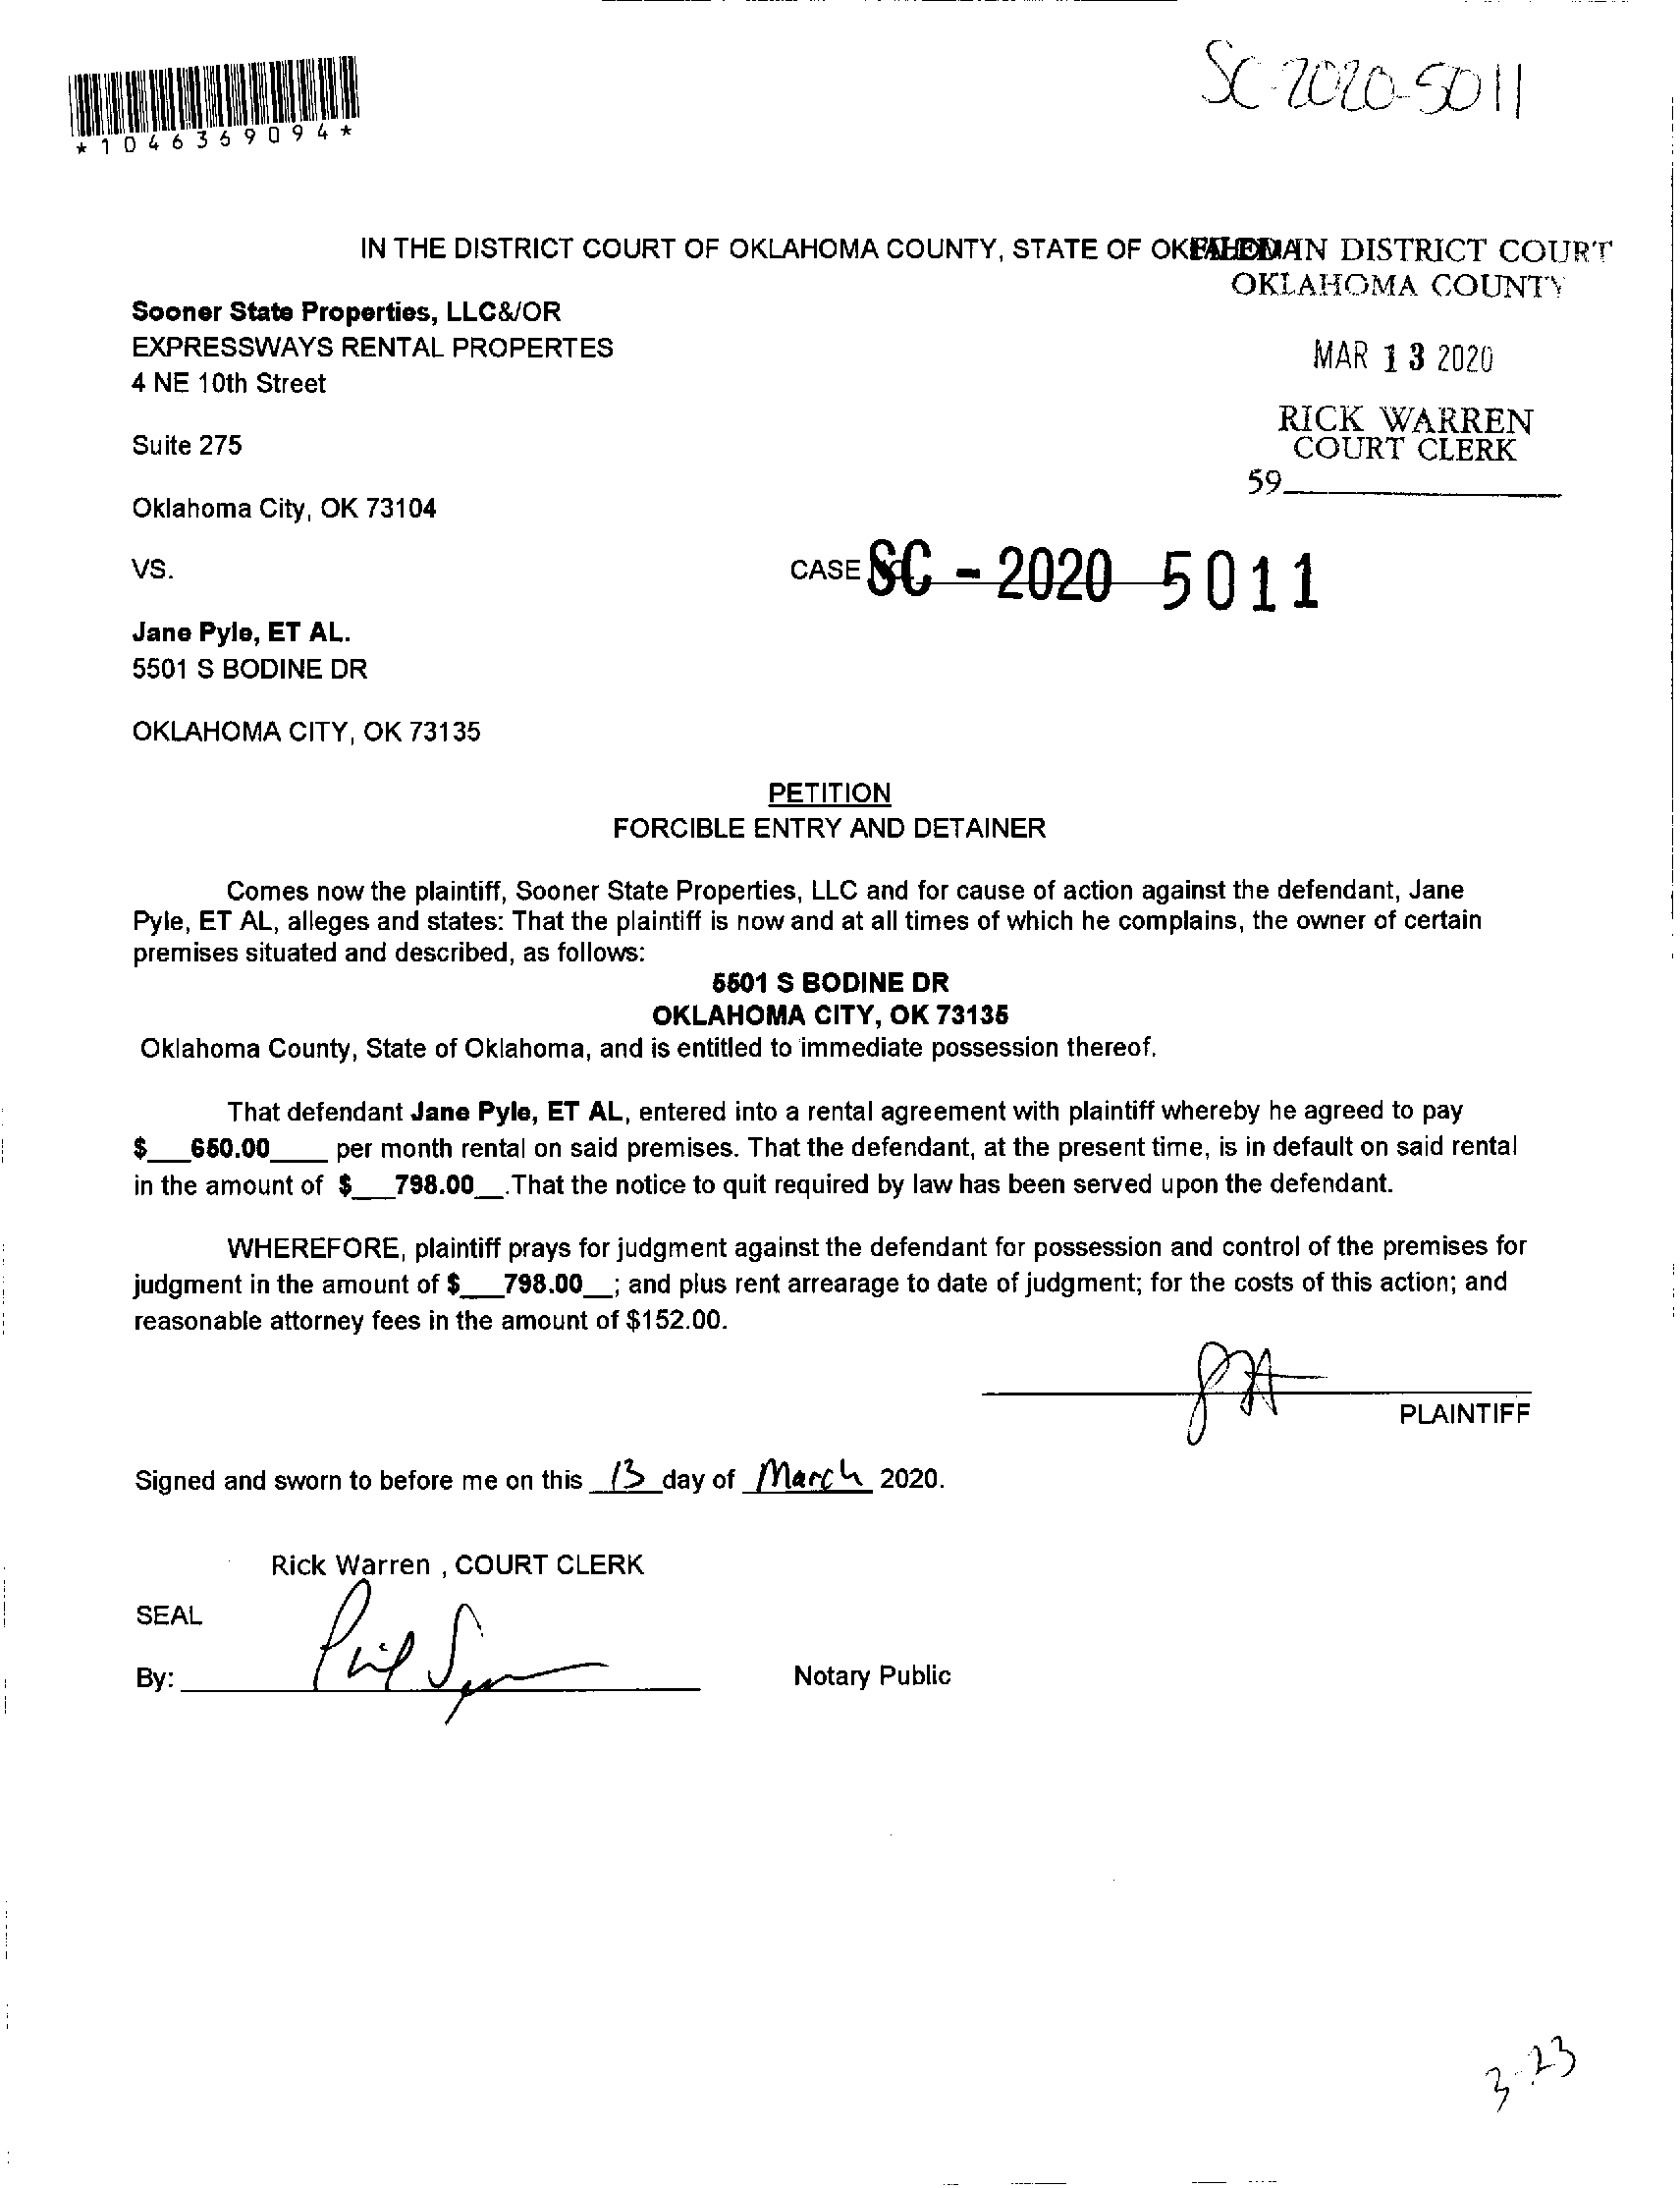 SC-2020-5011
*1046369094*
IN THE DISTRICT COURT OF OKLAHOMA COUNTY, STATE OF
FILED IN DISTRICT COURT
OKLAHOMA COUNTY
Sooner State Properties, LLC&/OR
EXPRESSWAYS RENTAL PROPERTES
MAR 13 2020
4 NE 10th Street
RICK WARREN
COURT CLERK
Suite 275
59
Oklahoma City, OK 73104
VS.
CASE NO. SC - 2020 5011
Jane Pyle, ET AL.
5501 S BODINE DR
OKLAHOMA CITY, OK 73135
PETITION
FORCIBLE ENTRY AND DETAINER
Comes now the plaintiff, Sooner State Properties, LLC and for cause of action against the defendant, Jane
Pyle, ET AL, alleges and states: That the plaintiff is now and at all times of which he complains, the owner of certain
premises situated and described, as follows:
5501 S BODINE DR
OKLAHOMA CITY, OK 73135
Oklahoma County, State of Oklahoma, and is entitled to immediate possession thereof.
That defendant Jane Pyle, ET AL, entered into a rental agreement with plaintiff whereby he agreed to pay
$___650.00____ per month rental on said premises. That the defendant, at the present time, is in default on said rental
in the amount of $___798.00__.That the notice to quit required by law has been served upon the defendant.
WHEREFORE, plaintiff prays for judgment against the defendant for possession and control of the premises for
judgment in the amount of $___798.00__; and plus rent arrearage to date of judgment; for the costs of this action; and
reasonable attorney fees in the amount of $152.00.
PLAINTIFF
Signed and sworn to before me on this 13 day of March 2020.
Rick Warren , COURT CLERK
SEAL
By:
Notary Public
3-23